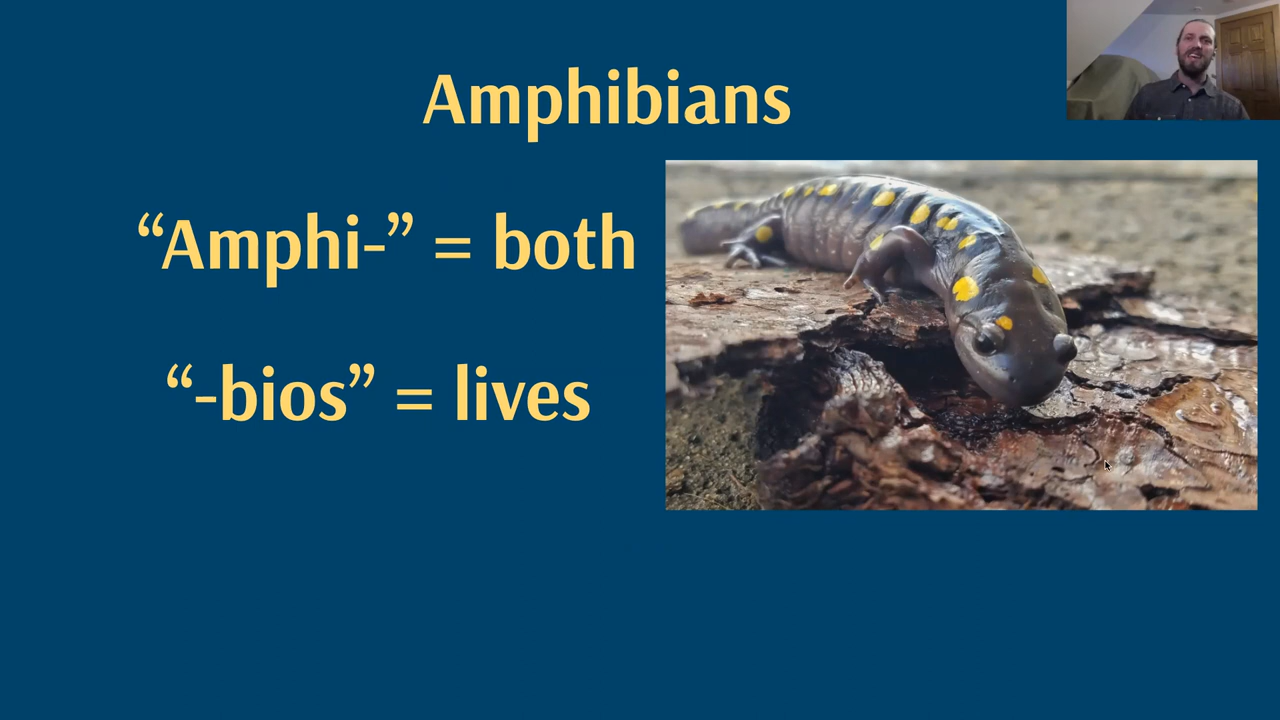 Amphibians
“Amphi-” = both
“-bios” = lives